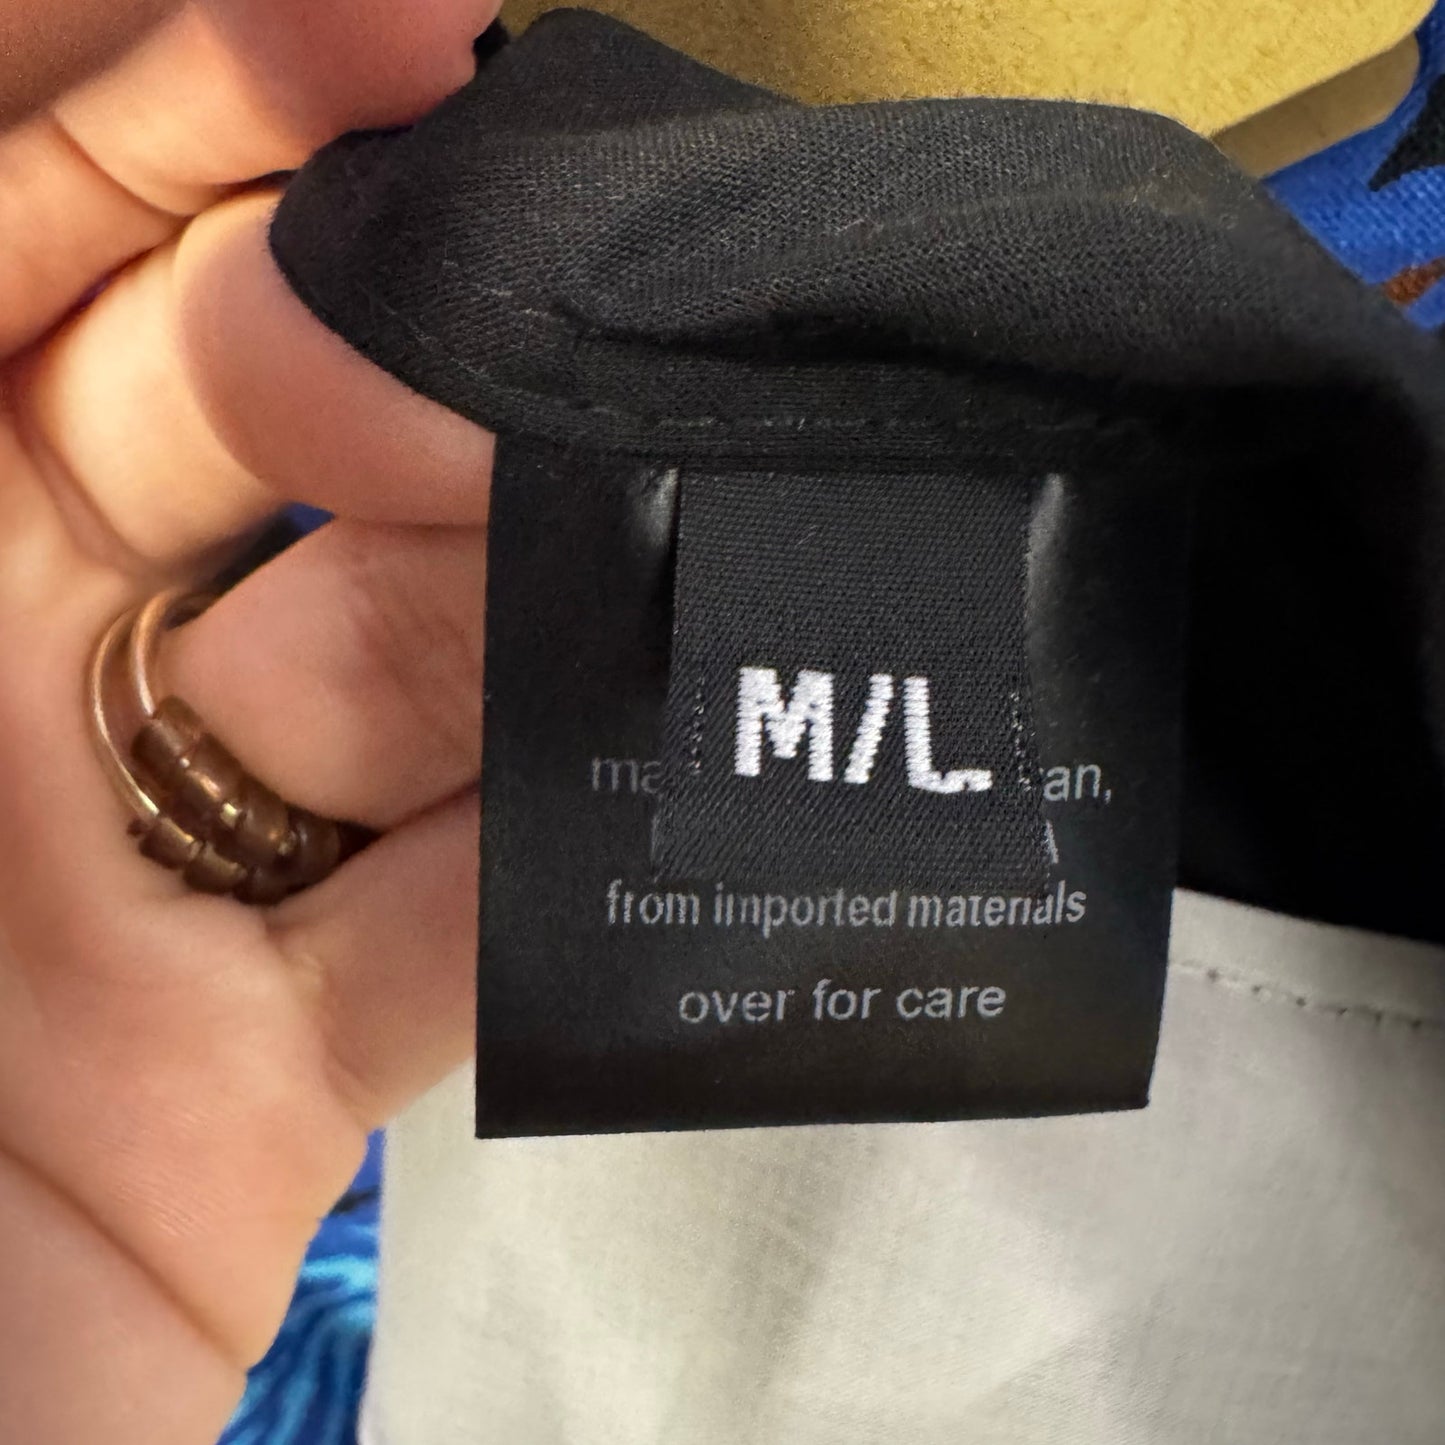 M/L
from imported materials
over for care